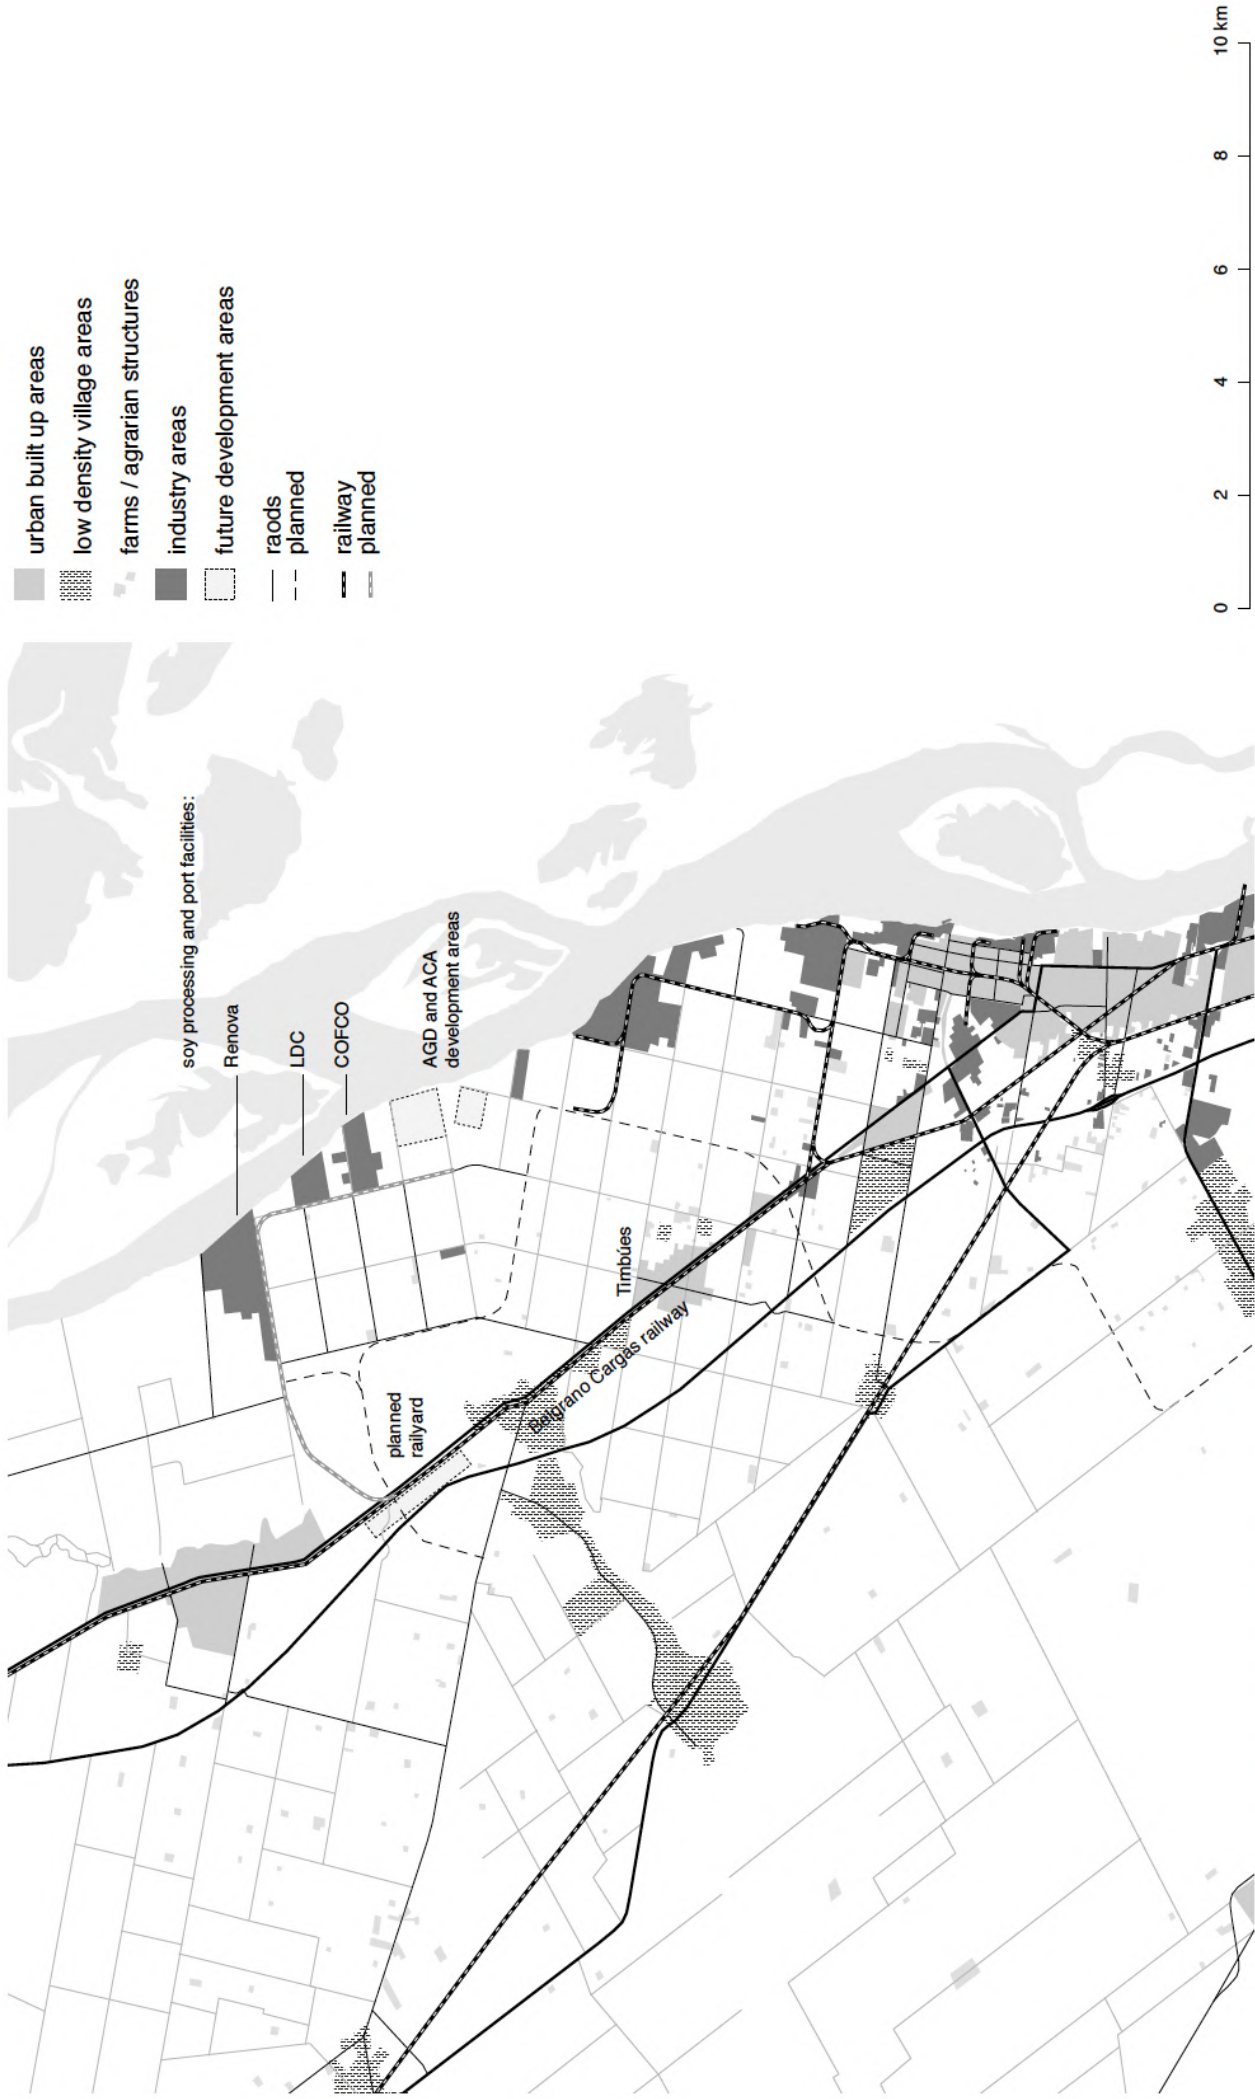 urban built up areas
low density village areas
farms / agrarian structures
industry areas
future development areas
raods
planned
railway
planned
soy processing and port facilities:
Renova
LDC
COFCO
AGD and ACA
development areas
planned
railyard
Timbúes
Belgrano Cargas railway
0 2 4 6 8 10 km